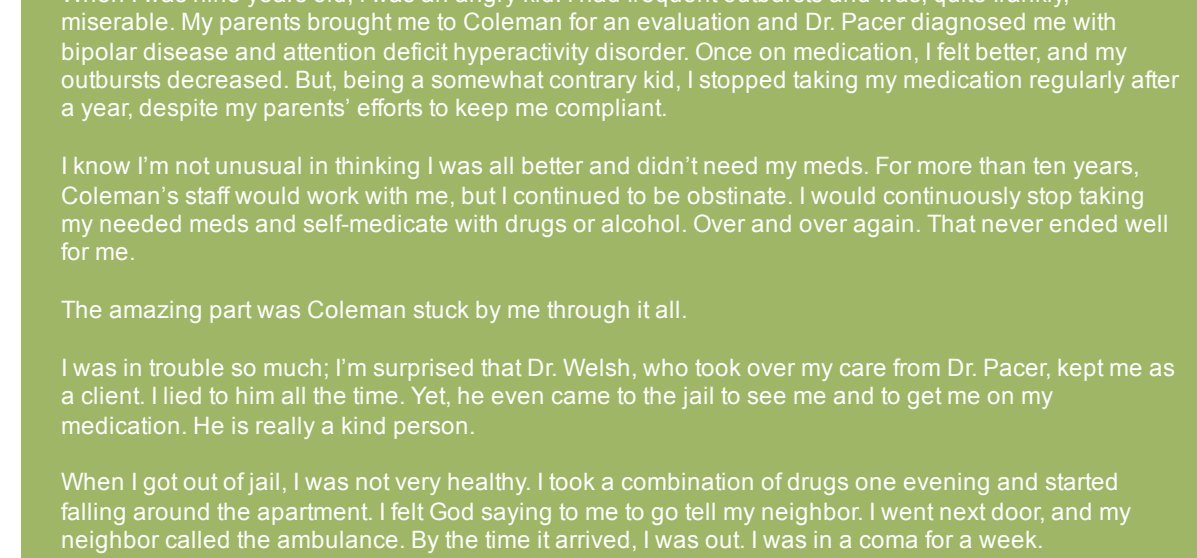 When I was nine years old, I was an angry kid. I had frequent outbursts and was, quite frankly,
miserable. My parents brought me to Coleman for an evaluation and Dr. Pacer diagnosed me with
bipolar disease and attention deficit hyperactivity disorder. Once on medication, I felt better, and my
outbursts decreased. But, being a somewhat contrary kid, I stopped taking my medication regularly after
a year, despite my parents’ efforts to keep me compliant.
I know I’m not unusual in thinking I was all better and didn’t need my meds. For more than ten years,
Coleman’s staff would work with me, but I continued to be obstinate. I would continuously stop taking
my needed meds and self-medicate with drugs or alcohol. Over and over again. That never ended well
for me.
The amazing part was Coleman stuck by me through it all.
I was in trouble so much; I’m surprised that Dr. Welsh, who took over my care from Dr. Pacer, kept me as
a client. I lied to him all the time. Yet, he even came to the jail to see me and to get me on my
medication. He is really a kind person.
When I got out of jail, I was not very healthy. I took a combination of drugs one evening and started
falling around the apartment. I felt God saying to me to go tell my neighbor. I went next door, and my
neighbor called the ambulance. By the time it arrived, I was out. I was in a coma for a week.